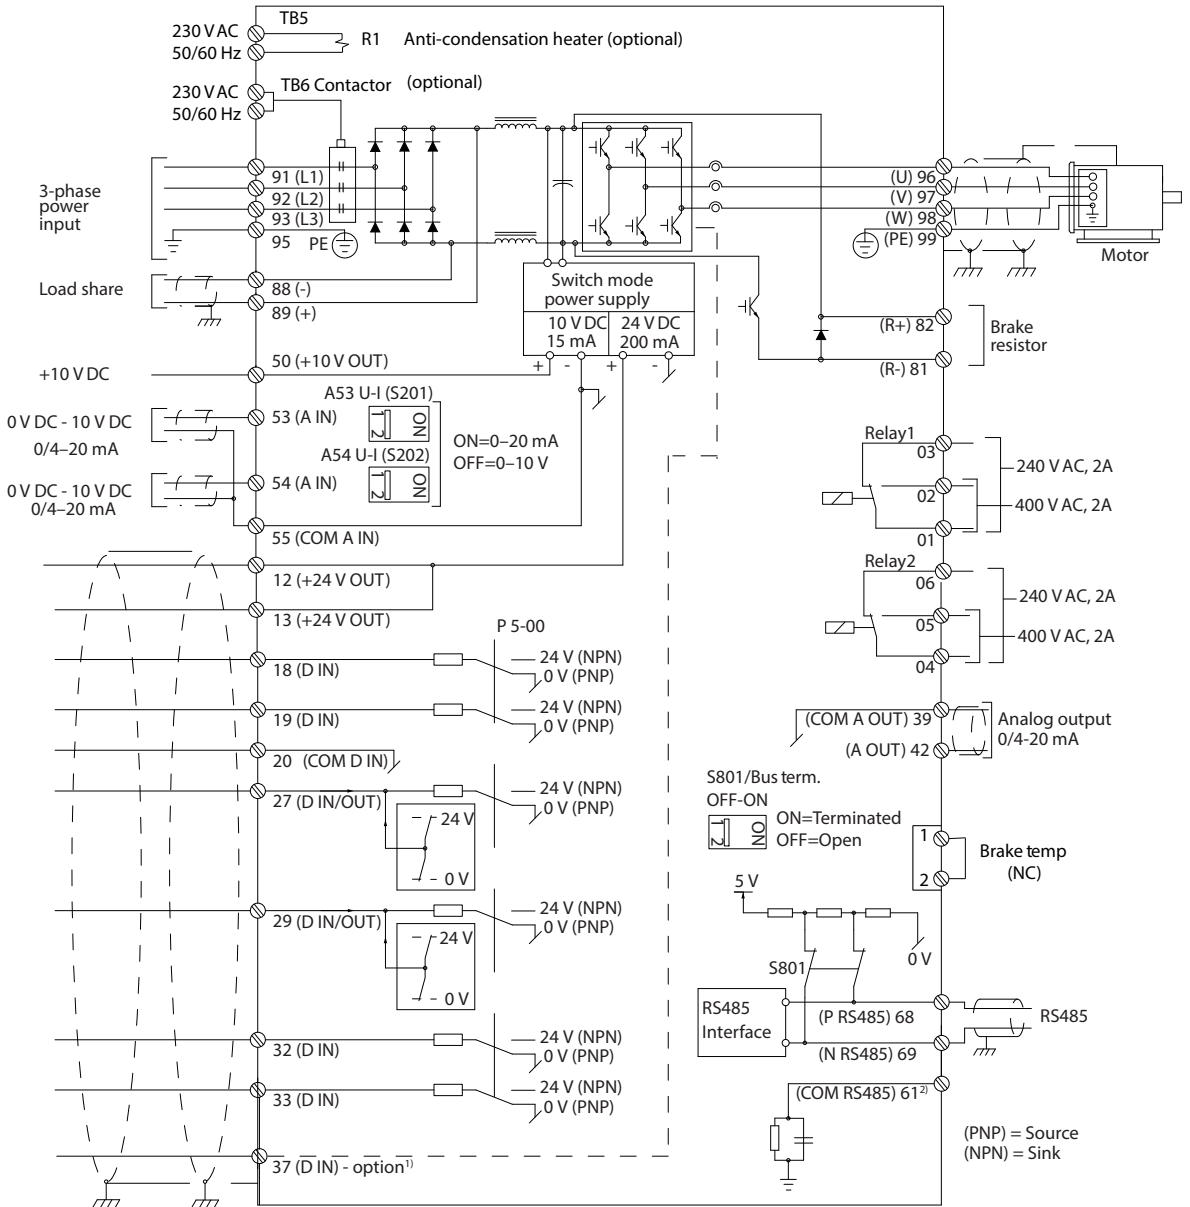 TB5
230 V AC
50/60 Hz
R1
Anti-condensation heater (optional)
230 V AC
50/60 Hz
TB6 Contactor
(optional)
3-phase
power
input
91 (L1)
92 (L2)
93 (L3)
95
PE
(U) 96
(V) 97
(W) 98
(PE) 99
Motor
Load share
88 (-)
89 (+)
Switch mode
power supply
10 V DC
15 mA
24 V DC
200 mA
+
-
+
-
(R+) 82
(R-) 81
Brake
resistor
+10 V DC
50 (+10 V OUT)
0 V DC - 10 V DC
0/4–20 mA
53 (A IN)
A53 U-I (S201)
1 2
ON
ON=0–20 mA
OFF=0–10 V
A54 U-I (S202)
1 2
ON
0 V DC - 10 V DC
0/4–20 mA
54 (A IN)
55 (COM A IN)
Relay1
03
02
01
240 V AC, 2A
400 V AC, 2A
12 (+24 V OUT)
13 (+24 V OUT)
Relay2
06
05
04
240 V AC, 2A
400 V AC, 2A
P 5-00
18 (D IN)
24 V (NPN)
0 V (PNP)
19 (D IN)
24 V (NPN)
0 V (PNP)
20 (COM D IN)
27 (D IN/OUT)
24 V (NPN)
0 V (PNP)
24 V
0 V
29 (D IN/OUT)
24 V (NPN)
0 V (PNP)
24 V
0 V
32 (D IN)
24 V (NPN)
0 V (PNP)
33 (D IN)
24 V (NPN)
0 V (PNP)
37 (D IN) - option1)
(COM A OUT) 39
(A OUT) 42
Analog output
0/4-20 mA
S801/Bus term.
OFF-ON
1 2
ON
ON=Terminated
OFF=Open
1
2
Brake temp
(NC)
5 V
0 V
S801
RS485
Interface
(P RS485) 68
(N RS485) 69
RS485
(COM RS485) 61 2)
(PNP) = Source
(NPN) = Sink